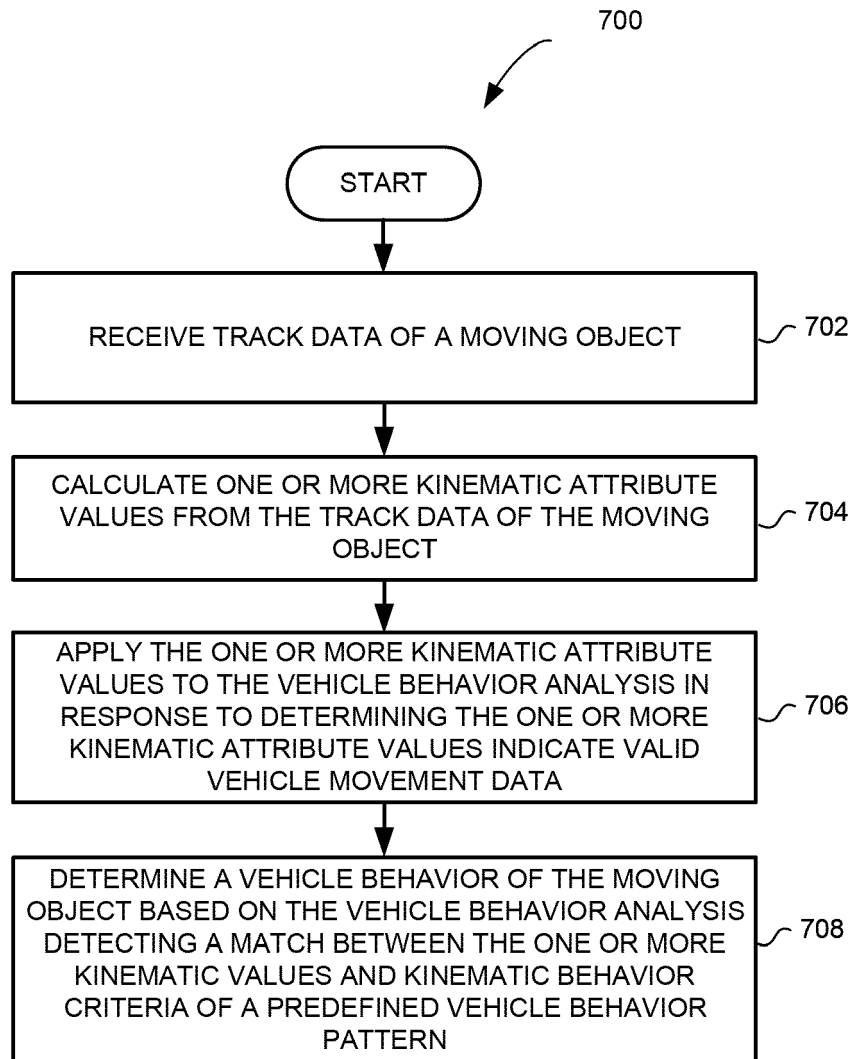 700
START
RECEIVE TRACK DATA OF A MOVING OBJECT
702
CALCULATE ONE OR MORE KINEMATIC ATTRIBUTE
VALUES FROM THE TRACK DATA OF THE MOVING
OBJECT
704
APPLY THE ONE OR MORE KINEMATIC ATTRIBUTE
VALUES TO THE VEHICLE BEHAVIOR ANALYSIS IN
RESPONSE TO DETERMINING THE ONE OR MORE
KINEMATIC ATTRIBUTE VALUES INDICATE VALID
VEHICLE MOVEMENT DATA
706
DETERMINE A VEHICLE BEHAVIOR OF THE MOVING
OBJECT BASED ON THE VEHICLE BEHAVIOR ANALYSIS
DETECTING A MATCH BETWEEN THE ONE OR MORE
KINEMATIC VALUES AND KINEMATIC BEHAVIOR
CRITERIA OF A PREDEFINED VEHICLE BEHAVIOR
PATTERN
708